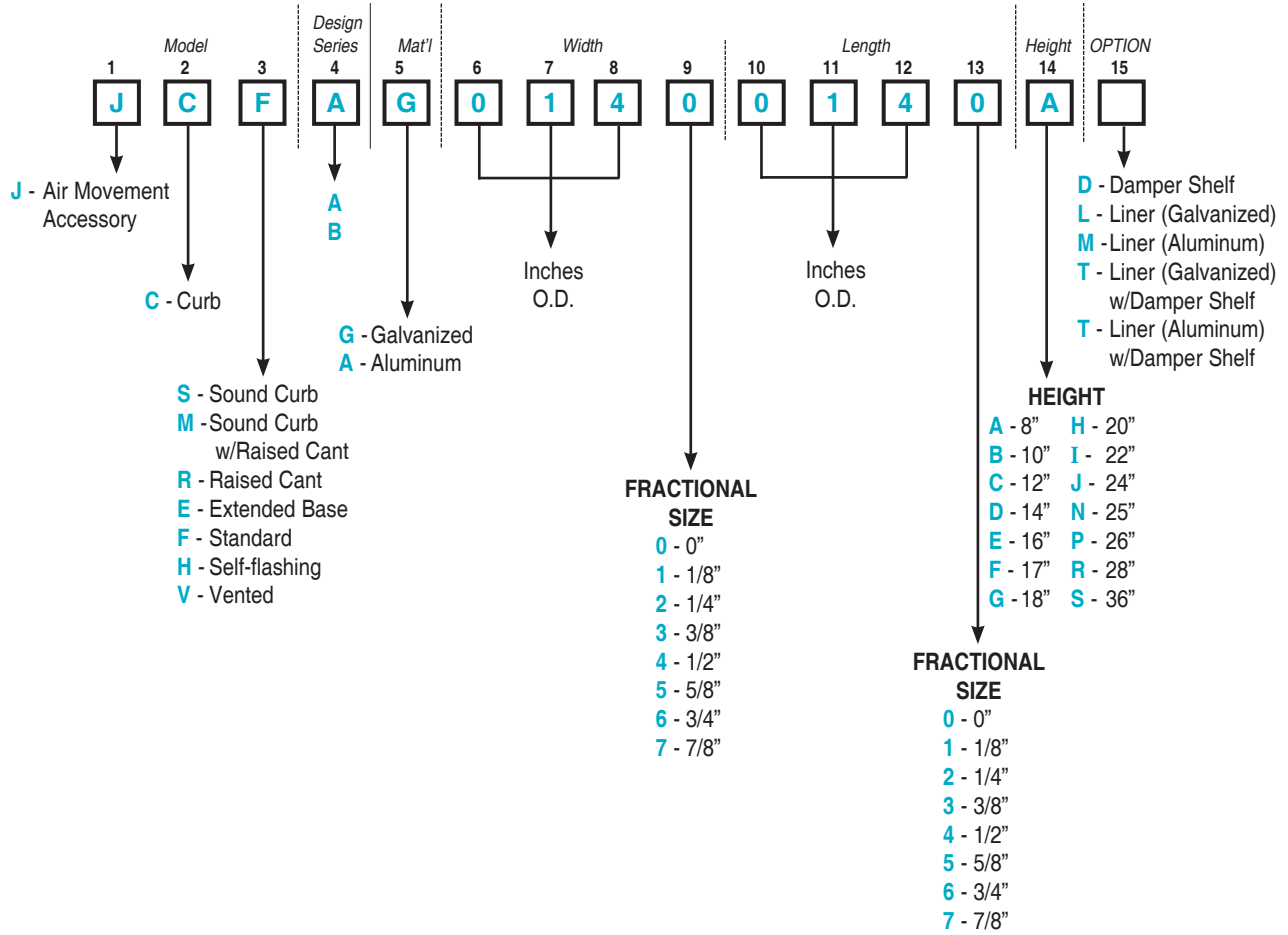 Model
Design
Series
Mat'l
Width
Length
Height
OPTION
1 2 3 4 5 6 7 8 9 10 11 12 13 14 15
J C F A G 0 1 4 0 0 1 4 0 A
J - Air Movement
Accessory
C - Curb
S - Sound Curb
M - Sound Curb
w/Raised Cant
R - Raised Cant
E - Extended Base
F - Standard
H - Self-flashing
V - Vented
A
B
G - Galvanized
A - Aluminum
Inches
O.D.
FRACTIONAL
SIZE
0 - 0”
1 - 1/8”
2 - 1/4”
3 - 3/8”
4 - 1/2”
5 - 5/8”
6 - 3/4”
7 - 7/8”
Inches
O.D.
FRACTIONAL
SIZE
0 - 0”
1 - 1/8”
2 - 1/4”
3 - 3/8”
4 - 1/2”
5 - 5/8”
6 - 3/4”
7 - 7/8”
HEIGHT
A - 8” H - 20”
B - 10” I - 22”
C - 12” J - 24”
D - 14” N - 25”
E - 16” P - 26”
F - 17” R - 28”
G - 18” S - 36”
D - Damper Shelf
L - Liner (Galvanized)
M - Liner (Aluminum)
T - Liner (Galvanized)
w/Damper Shelf
T - Liner (Aluminum)
w/Damper Shelf